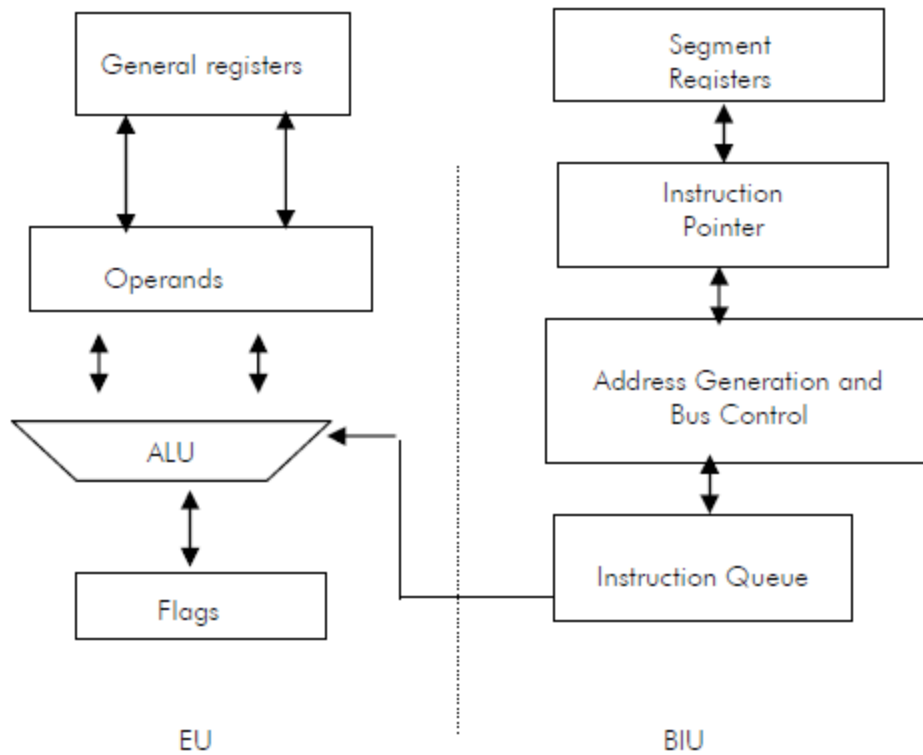 General registers
Operands
ALU
Flags
EU
Segment
Registers
Instruction
Pointer
Address Generation and
Bus Control
Instruction Queue
BIU